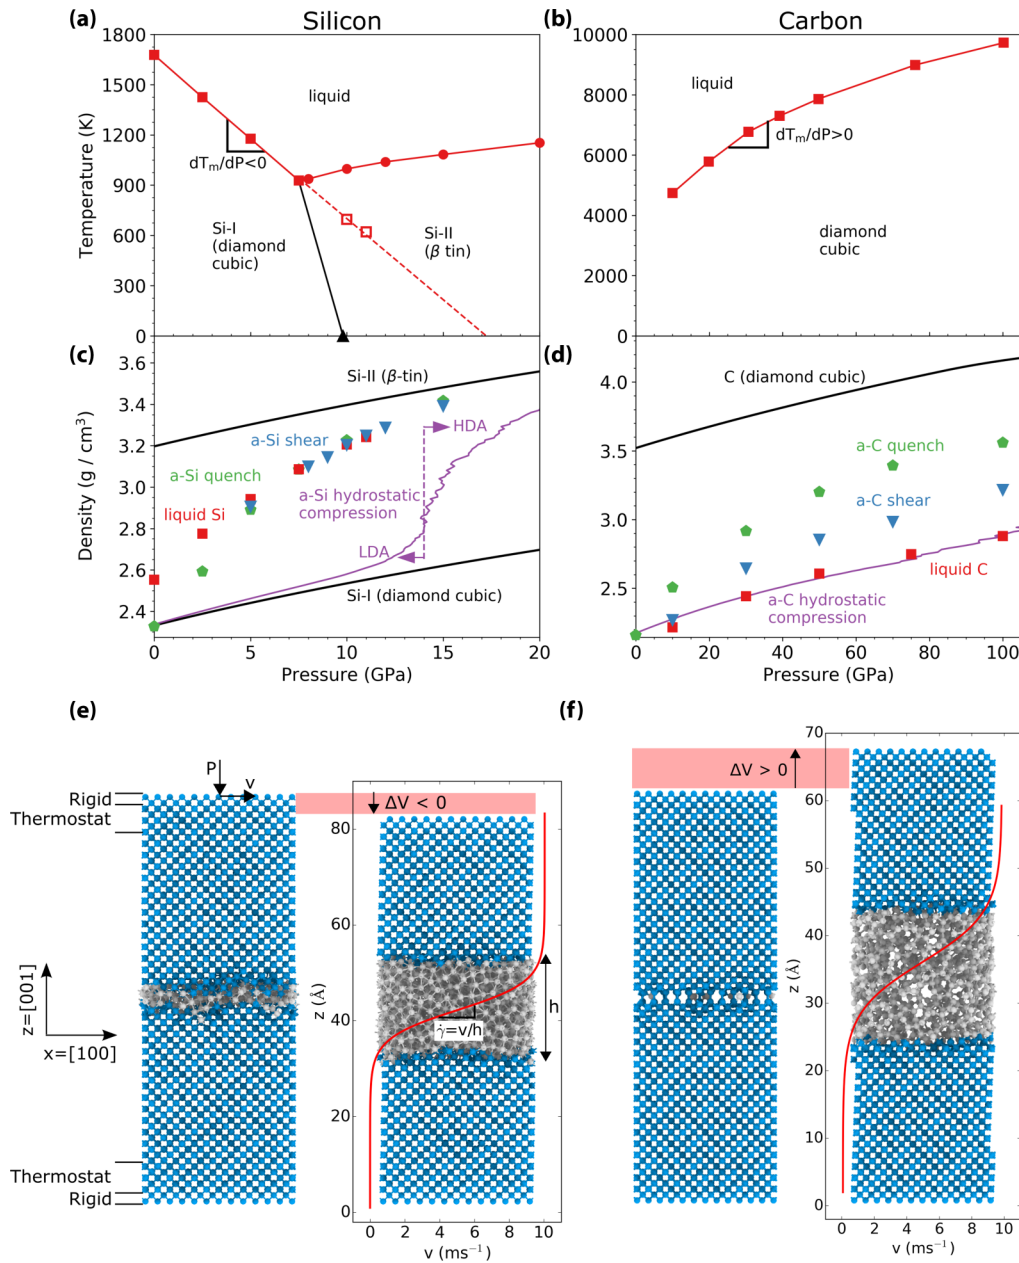 (a)
Silicon
(b)
Carbon
1800
1500
1200
900
600
300
0
Temperature (K)
liquid
dTm/dP<0
Si-I
(diamond
cubic)
Si-II
(β tin)
10000
8000
6000
4000
2000
0
liquid
dTm/dP>0
diamond
cubic
(c)
3.6
3.4
3.2
3.0
2.8
2.6
2.4
Density (g / cm³)
Si-II (β-tin)
a-Si shear
HDA
a-Si quench
a-Si hydrostatic
compression
liquid Si
LDA
Si-I (diamond cubic)
0
5
10
15
20
Pressure (GPa)
(d)
4.0
3.5
3.0
2.5
C (diamond cubic)
a-C quench
a-C shear
liquid C
a-C hydrostatic
compression
0
20
40
60
80
100
Pressure (GPa)
(e)
P
v
Rigid
Thermostat
z=[001]
x=[100]
Thermostat
Rigid
ΔV < 0
80
60
40
20
0
z (Å)
h
γ̇=v/h
0 2 4 6 8 10
v (ms⁻¹)
(f)
ΔV > 0
70
60
50
40
30
20
10
0
z (Å)
0 2 4 6 8 10
v (ms⁻¹)